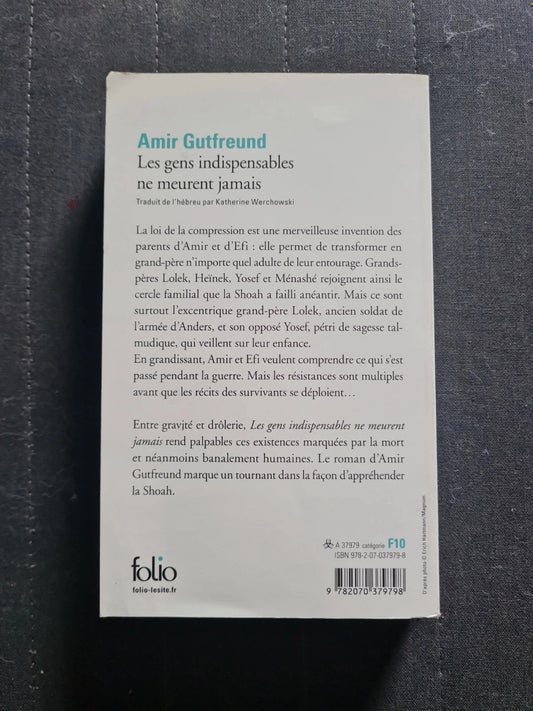 Amir Gutfreund
Les gens indispensables
ne meurent jamais
Traduit de l'hébreu par Katherine Werchowski
La loi de la compression est une merveilleuse invention des
parents d'Amir et d'Efi : elle permet de transformer en
grand-père n'importe quel adulte de leur entourage. Grands-
pères Lolek, Heïnek, Yosef et Ménashé rejoignent ainsi le
cercle familial que la Shoah a failli anéantir. Mais ce sont
surtout l'excentrique grand-père Lolek, ancien soldat de
l'armée d'Anders, et son opposé Yosef, pétri de sagesse tal-
mudique, qui veillent sur leur enfance.
En grandissant, Amir et Efi veulent comprendre ce qui s'est
passé pendant la guerre. Mais les résistances sont multiples
avant que les récits des survivants se déploient…
Entre gravité et drôlerie, Les gens indispensables ne meurent
jamais rend palpables ces existences marquées par la mort
et néanmoins banalement humaines. Le roman d'Amir
Gutfreund marque un tournant dans la façon d'appréhender
la Shoah.
A 37979 catégorie F10
ISBN 978-2-07-037979-8
folio
folio-lesite.fr
9 782070 379798
D'après photo © Erich Hartmann/Magnum.